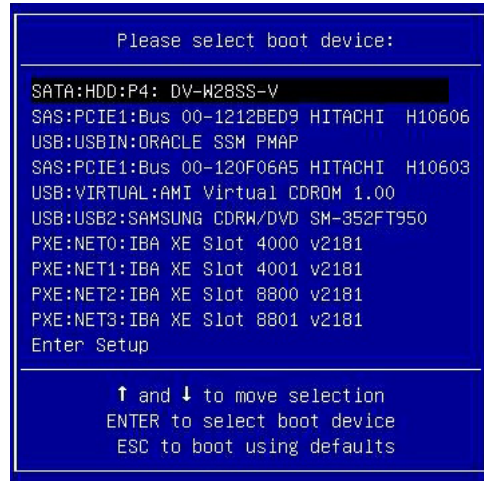 Please select boot device:
SATA:HDD:P4: DV-W28SS-V
SAS:PCIE1:Bus 00-1212BED9 HITACHI  H10606
USB:USBIN:ORACLE SSM PMAP
SAS:PCIE1:Bus 00-120F06A5 HITACHI  H10603
USB:VIRTUAL:AMI Virtual CDROM 1.00
USB:USB2:SAMSUNG CDRW/DVD SM-352FT950
PXE:NET0:IBA XE Slot 4000 v2181
PXE:NET1:IBA XE Slot 4001 v2181
PXE:NET2:IBA XE Slot 8800 v2181
PXE:NET3:IBA XE Slot 8801 v2181
Enter Setup
↑ and ↓ to move selection
ENTER to select boot device
ESC to boot using defaults